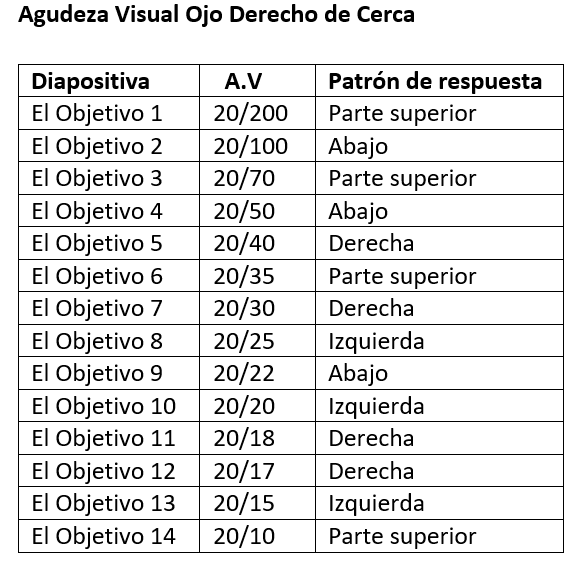 Agudeza Visual Ojo Derecho de Cerca
Diapositiva A.V Patrón de respuesta
El Objetivo 1 20/200 Parte superior
El Objetivo 2 20/100 Abajo
El Objetivo 3 20/70 Parte superior
El Objetivo 4 20/50 Abajo
El Objetivo 5 20/40 Derecha
El Objetivo 6 20/35 Parte superior
El Objetivo 7 20/30 Derecha
El Objetivo 8 20/25 Izquierda
El Objetivo 9 20/22 Abajo
El Objetivo 10 20/20 Izquierda
El Objetivo 11 20/18 Derecha
El Objetivo 12 20/17 Derecha
El Objetivo 13 20/15 Izquierda
El Objetivo 14 20/10 Parte superior